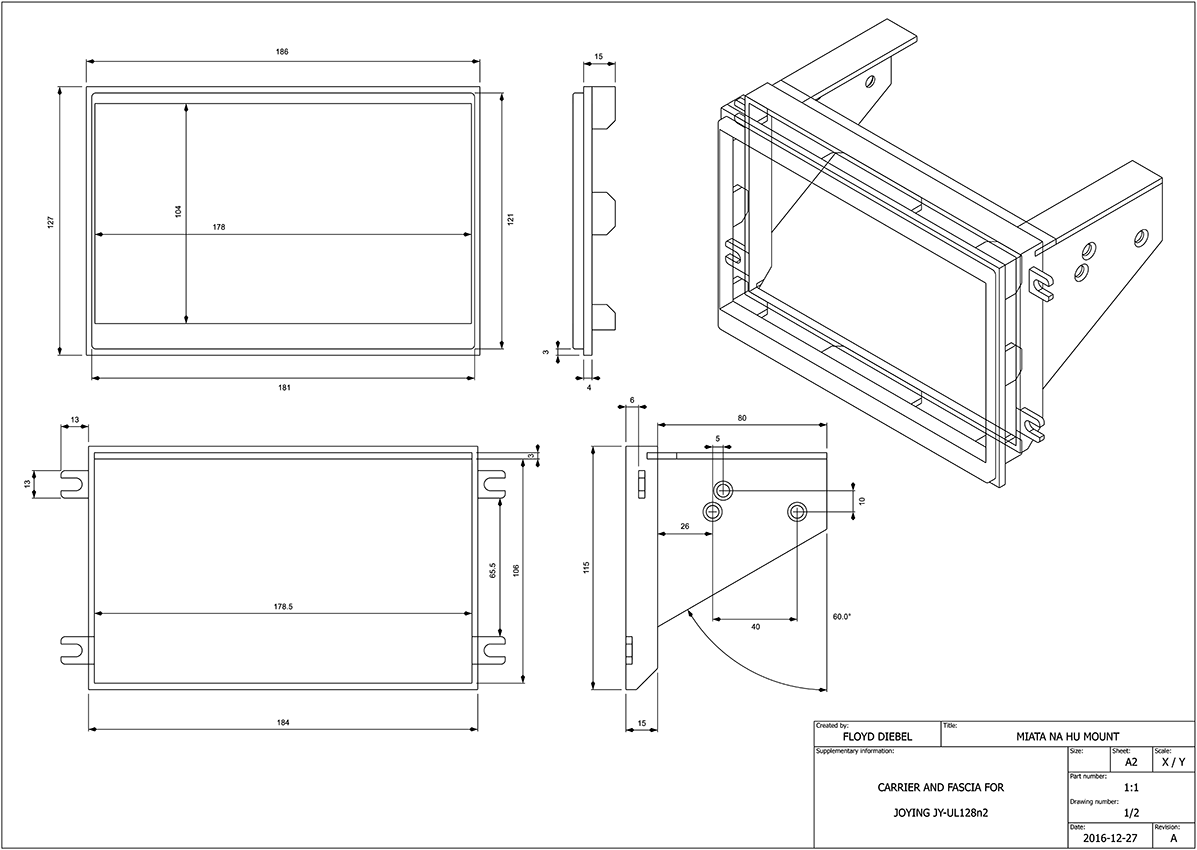 186
15
127
104
178
121
3
181
4
13
6
80
5
3
13
10
26
115
65.5
106
178.5
40
60.0°
184
15
Created by:
FLOYD DIEBEL
Title:
MIATA NA HU MOUNT
Supplementary information:
CARRIER AND FASCIA FOR
JOYING JY-UL128n2
Size:
Sheet:
A2
Scale:
X / Y
Part number:
1:1
Drawing number:
1/2
Date:
2016-12-27
Revision:
A